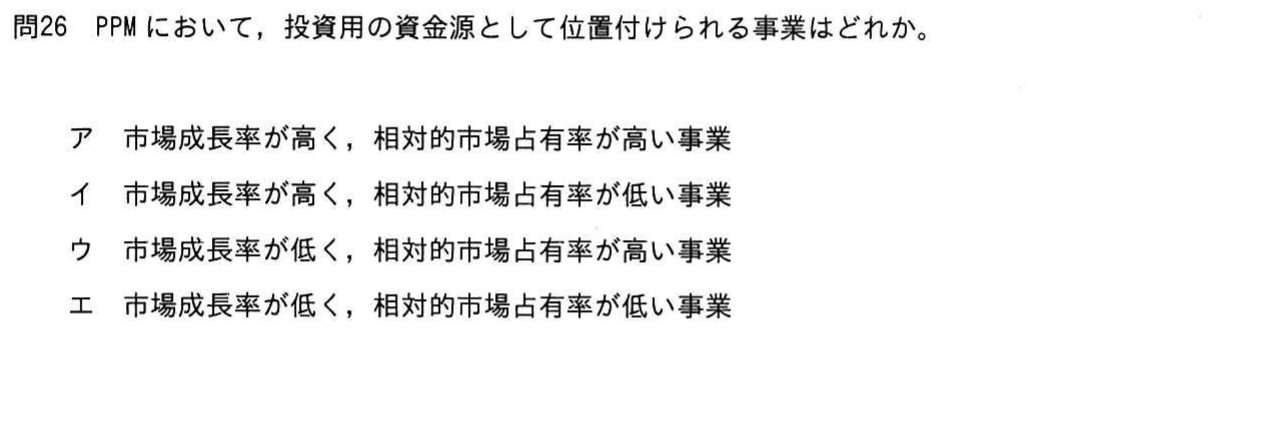 問26 PPMにおいて，投資用の資金源として位置付けられる事業はどれか。
ア 市場成長率が高く，相対的市場占有率が高い事業
イ 市場成長率が高く，相対的市場占有率が低い事業
ウ 市場成長率が低く，相対的市場占有率が高い事業
エ 市場成長率が低く，相対的市場占有率が低い事業